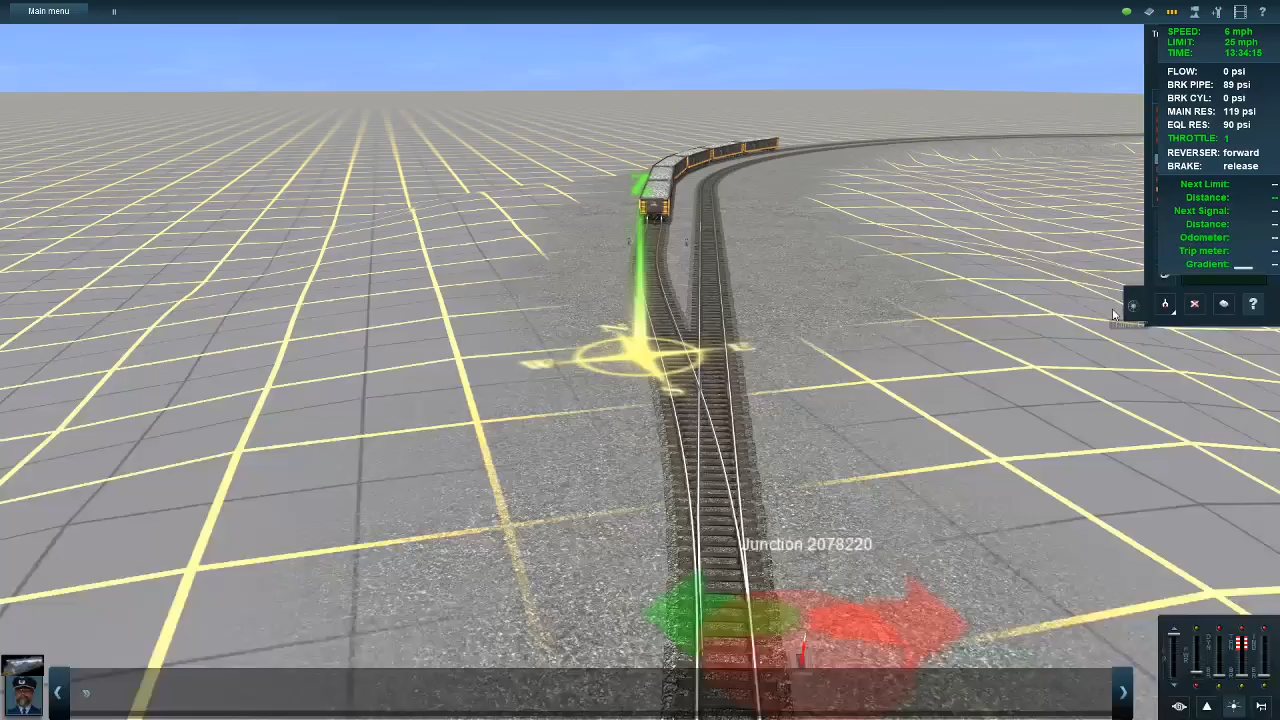 Main menu
SPEED: 6 mph
LIMIT: 25 mph
TIME: 13:34:15
FLOW: 0 psi
BRK PIPE: 89 psi
BRK CYL: 0 psi
MAIN RES: 119 psi
EQL RES: 90 psi
THROTTLE: 1
REVERSER: forward
BRAKE: release
Next Limit: --
Distance: --
Next Signal: --
Distance: --
Odometer: --
Trip meter: --
Gradient: --
?
?
Junction 2078220